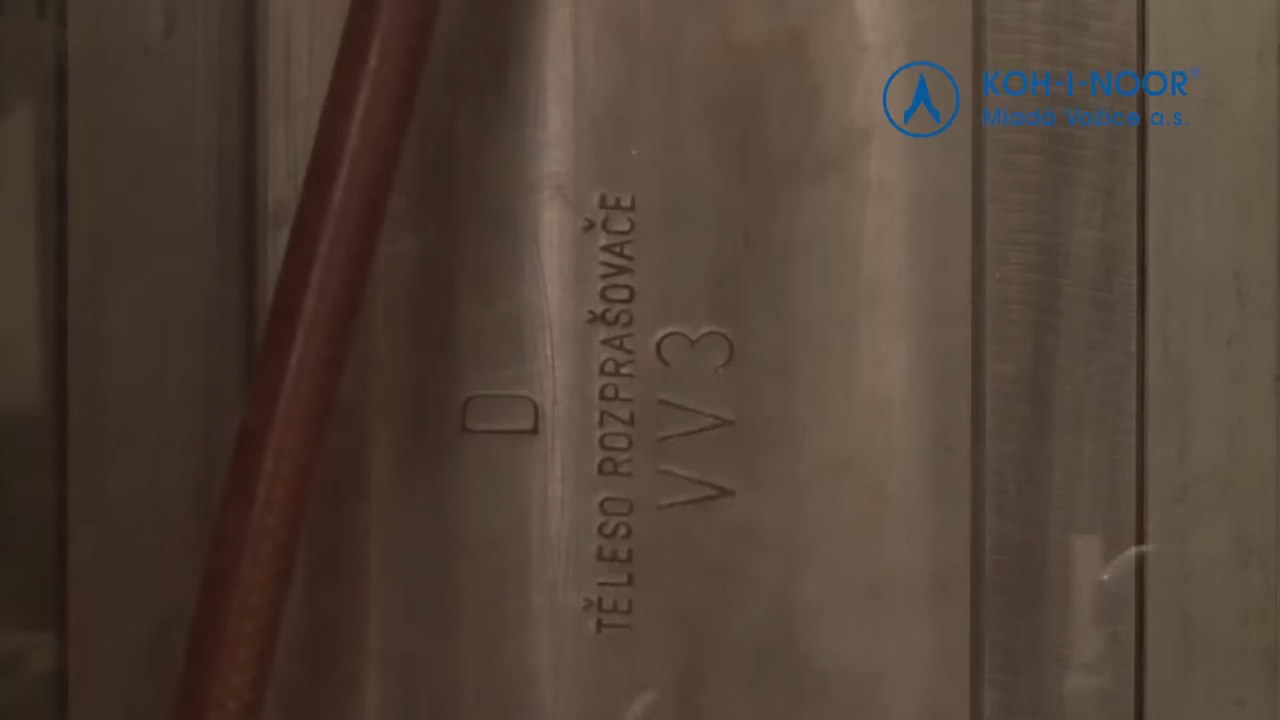 KOH-I-NOOR®
Mladá Vožice a.s.
D
TĚLESO ROZPRAŠOVAČE
VV3